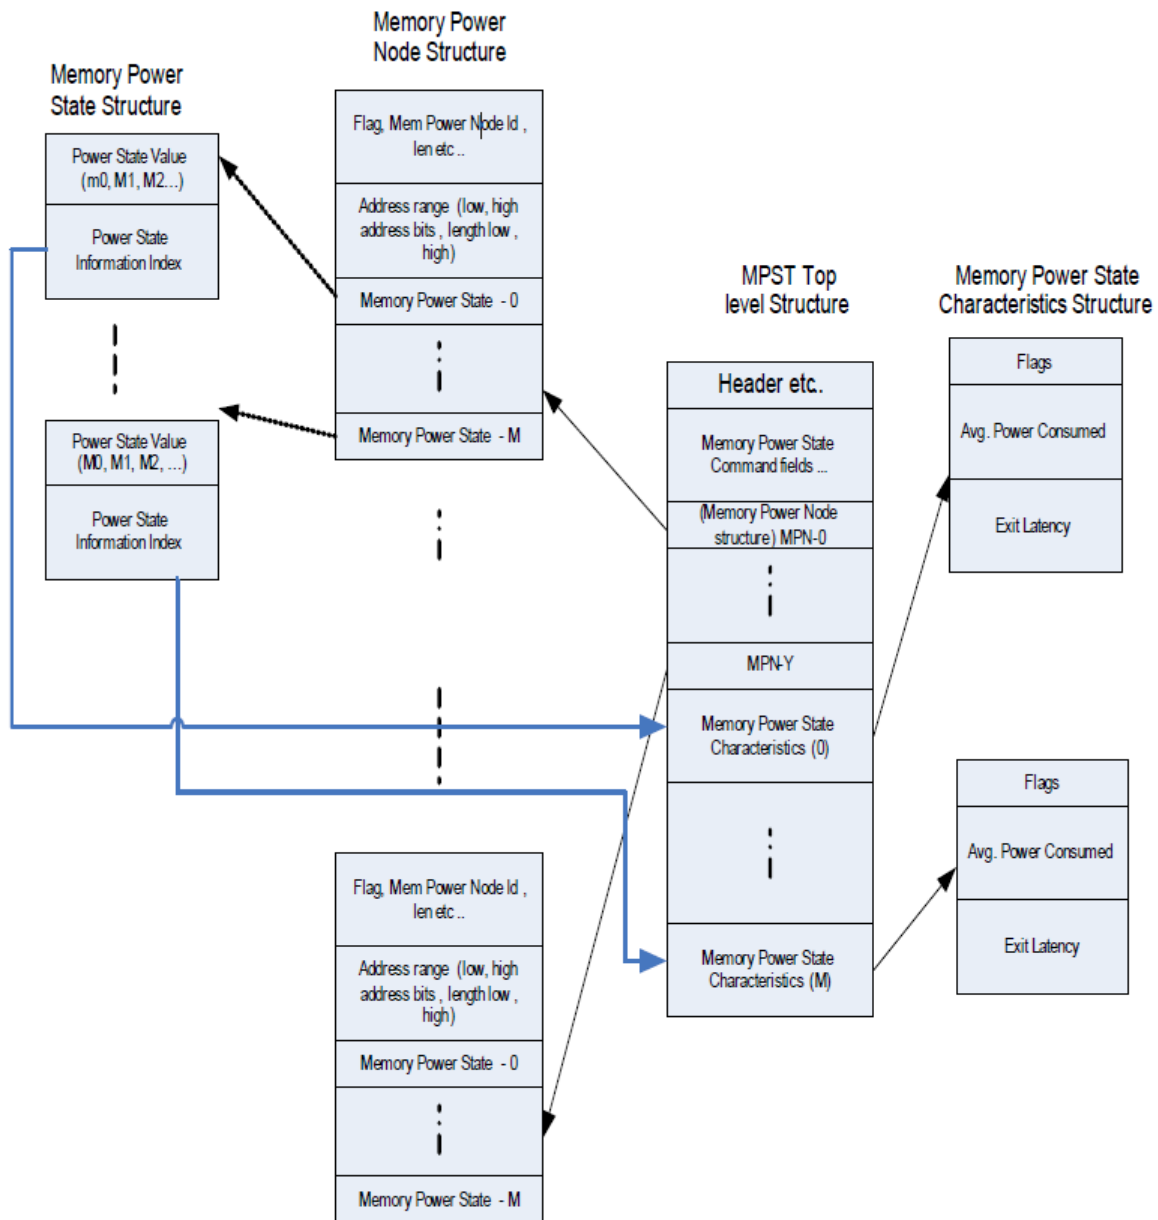 Memory Power
Node Structure
Memory Power
State Structure
Power State Value
(m0, M1, M2...)
Power State
Information Index
Power State Value
(M0, M1, M2, ...)
Power State
Information Index
Flag, Mem Power Node Id ,
len etc ..
Address range (low, high
address bits , length low ,
high)
Memory Power State - 0
Memory Power State - M
Flag, Mem Power Node Id ,
len etc ..
Address range (low, high
address bits , length low ,
high)
Memory Power State - 0
Memory Power State - M
MPST Top
level Structure
Header etc..
Memory Power State
Command fields ...
(Memory Power Node
structure) MPN-0
MPN-Y
Memory Power State
Characteristics (0)
Memory Power State
Characteristics (M)
Memory Power State
Characteristics Structure
Flags
Avg. Power Consumed
Exit Latency
Flags
Avg. Power Consumed
Exit Latency